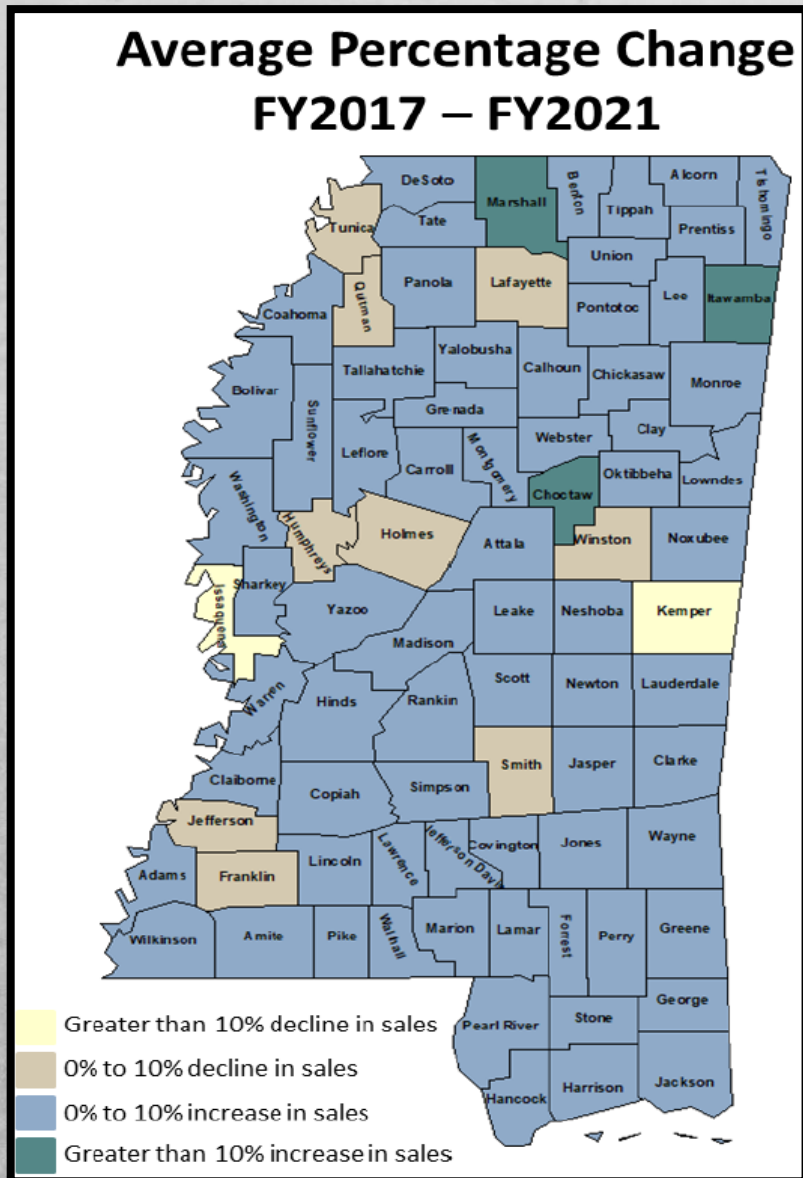 Average Percentage Change
FY2017 – FY2021
DeSoto
Marshall
Benton
Alcorn
Tishomingo
Tippah
Tunica
Tate
Prentiss
Union
Panola
Lafayette
Quitman
Lee
Itawamba
Pontotoc
Coahoma
Yalobusha
Tallahatchie
Calhoun
Chickasaw
Monroe
Bolivar
Sunflower
Grenada
Clay
Webster
Leflore
Carroll
Montgomery
Oktibbeha
Lowndes
Choctaw
Washington
Humphreys
Holmes
Attala
Winston
Noxubee
Sharkey
Issaquena
Yazoo
Leake
Neshoba
Kemper
Madison
Scott
Newton
Lauderdale
Warren
Hinds
Rankin
Smith
Jasper
Clarke
Claiborne
Copiah
Simpson
Jefferson
Lincoln
Lawrence
Jefferson Davis
Covington
Jones
Wayne
Adams
Franklin
Wilkinson
Amite
Pike
Walhall
Marion
Lamar
Forrest
Perry
Greene
George
Pearl River
Stone
Hancock
Harrison
Jackson
Greater than 10% decline in sales
0% to 10% decline in sales
0% to 10% increase in sales
Greater than 10% increase in sales